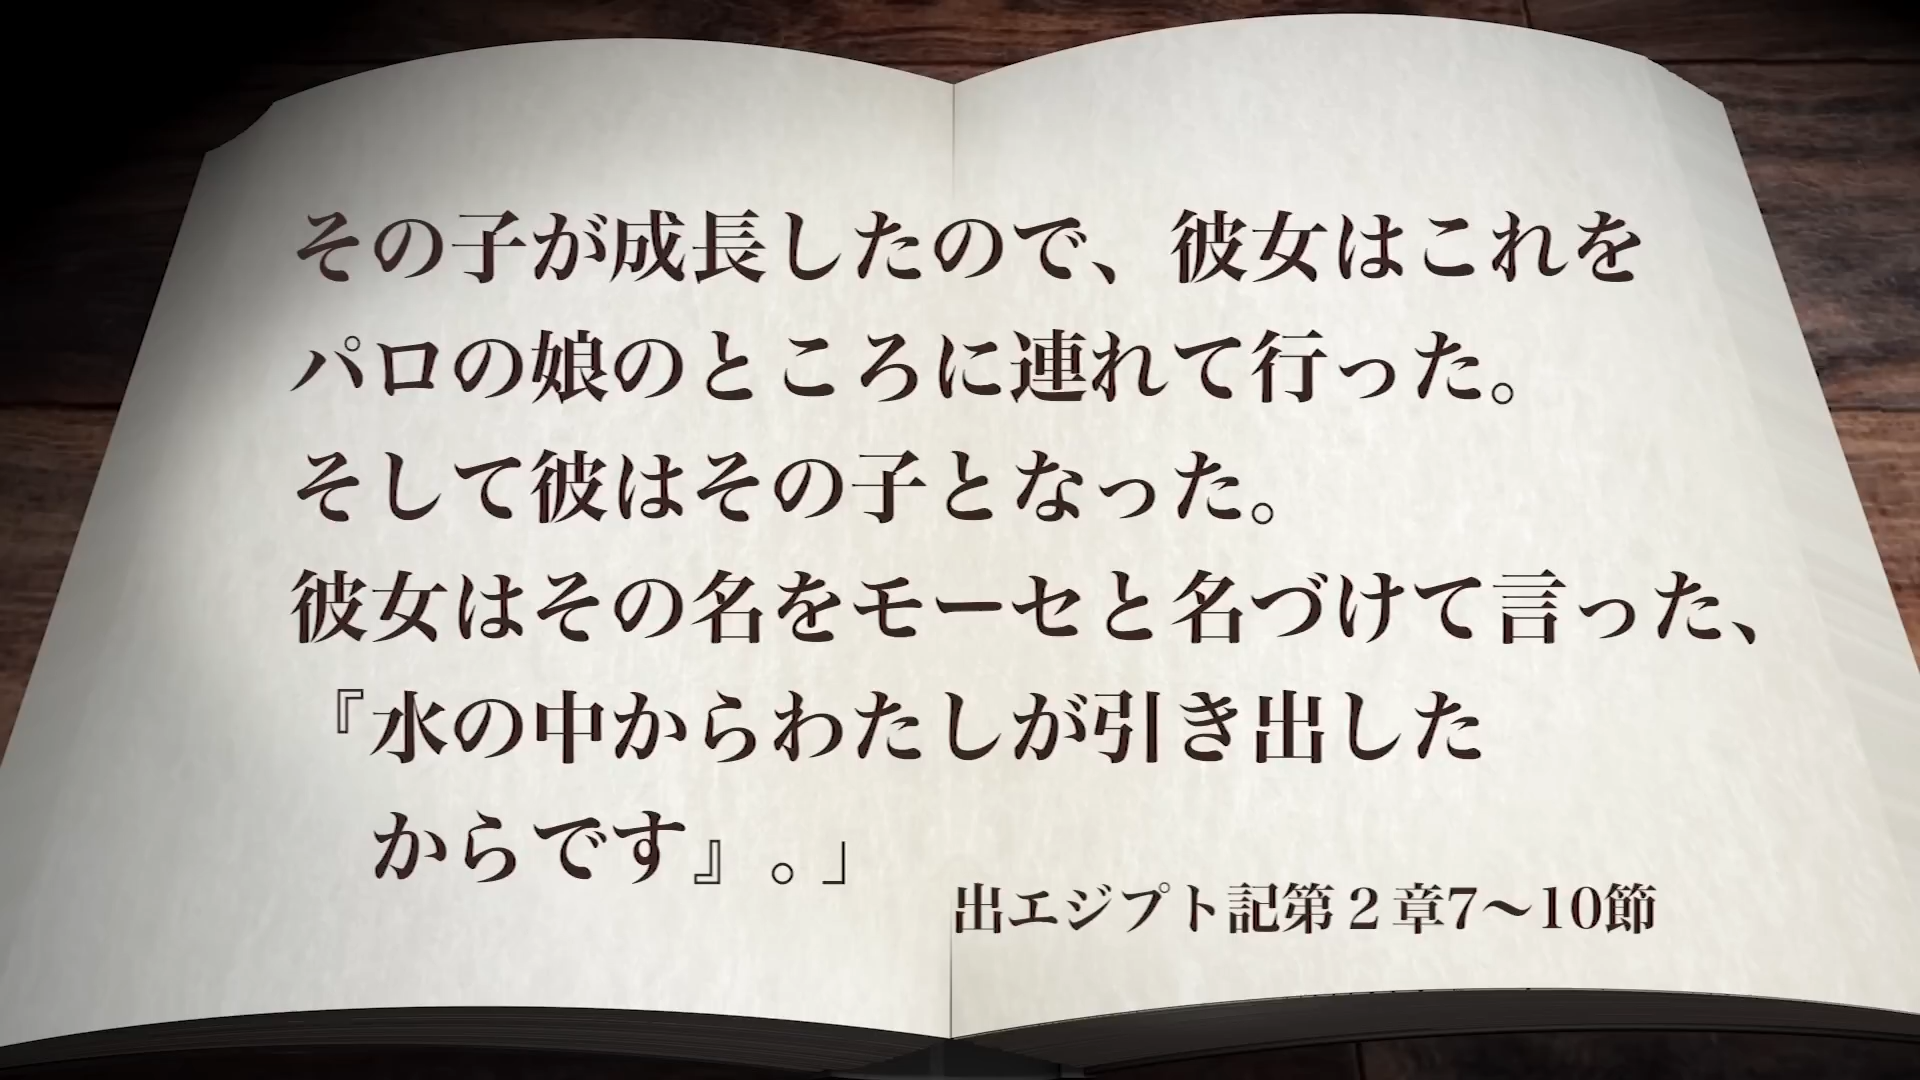 その子が成長したので、彼女はこれを
パロの娘のところに連れて行った。
そして彼はその子となった。
彼女はその名をモーセと名づけて言った、
『水の中からわたしが引き出した
からです』。」
出エジプト記第２章7〜10節